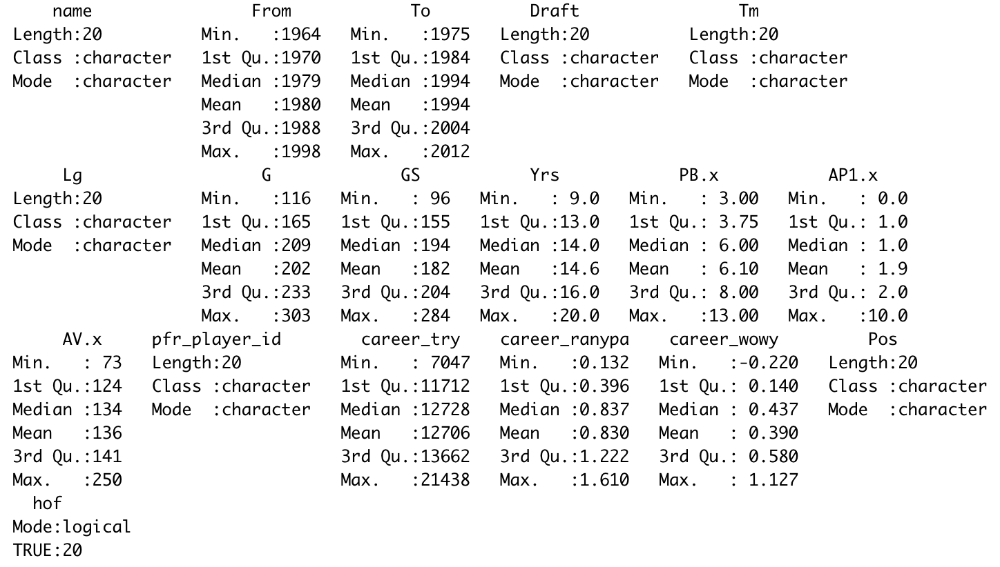 name                From                To          Draft                Tm
Length:20          Min.   :1964   Min.   :1975   Length:20          Length:20
Class :character   1st Qu.:1970   1st Qu.:1984   Class :character   Class :character
Mode  :character   Median :1979   Median :1994   Mode  :character   Mode  :character
                   Mean   :1980   Mean   :1994
                   3rd Qu.:1988   3rd Qu.:2004
                   Max.   :1998   Max.   :2012
     Lg                  G             GS           Yrs            PB.x           AP1.x
Length:20          Min.   :116   Min.   : 96   Min.   : 9.0   Min.   : 3.00   Min.   : 0.0
Class :character   1st Qu.:165   1st Qu.:155   1st Qu.:13.0   1st Qu.: 3.75   1st Qu.: 1.0
Mode  :character   Median :209   Median :194   Median :14.0   Median : 6.00   Median : 1.0
                   Mean   :202   Mean   :182   Mean   :14.6   Mean   : 6.10   Mean   : 1.9
                   3rd Qu.:233   3rd Qu.:204   3rd Qu.:16.0   3rd Qu.: 8.00   3rd Qu.: 2.0
                   Max.   :303   Max.   :284   Max.   :20.0   Max.   :13.00   Max.   :10.0
     AV.x     pfr_player_id        career_try    career_ranypa    career_wowy         Pos
Min.   : 73   Length:20          Min.   : 7047   Min.   :0.132   Min.   :-0.220   Length:20
1st Qu.:124   Class :character   1st Qu.:11712   1st Qu.:0.396   1st Qu.: 0.140   Class :character
Median :134   Mode  :character   Median :12728   Median :0.837   Median : 0.437   Mode  :character
Mean   :136                      Mean   :12706   Mean   :0.830   Mean   : 0.390
3rd Qu.:141                      3rd Qu.:13662   3rd Qu.:1.222   3rd Qu.: 0.580
Max.   :250                      Max.   :21438   Max.   :1.610   Max.   : 1.127
  hof
Mode:logical
TRUE:20